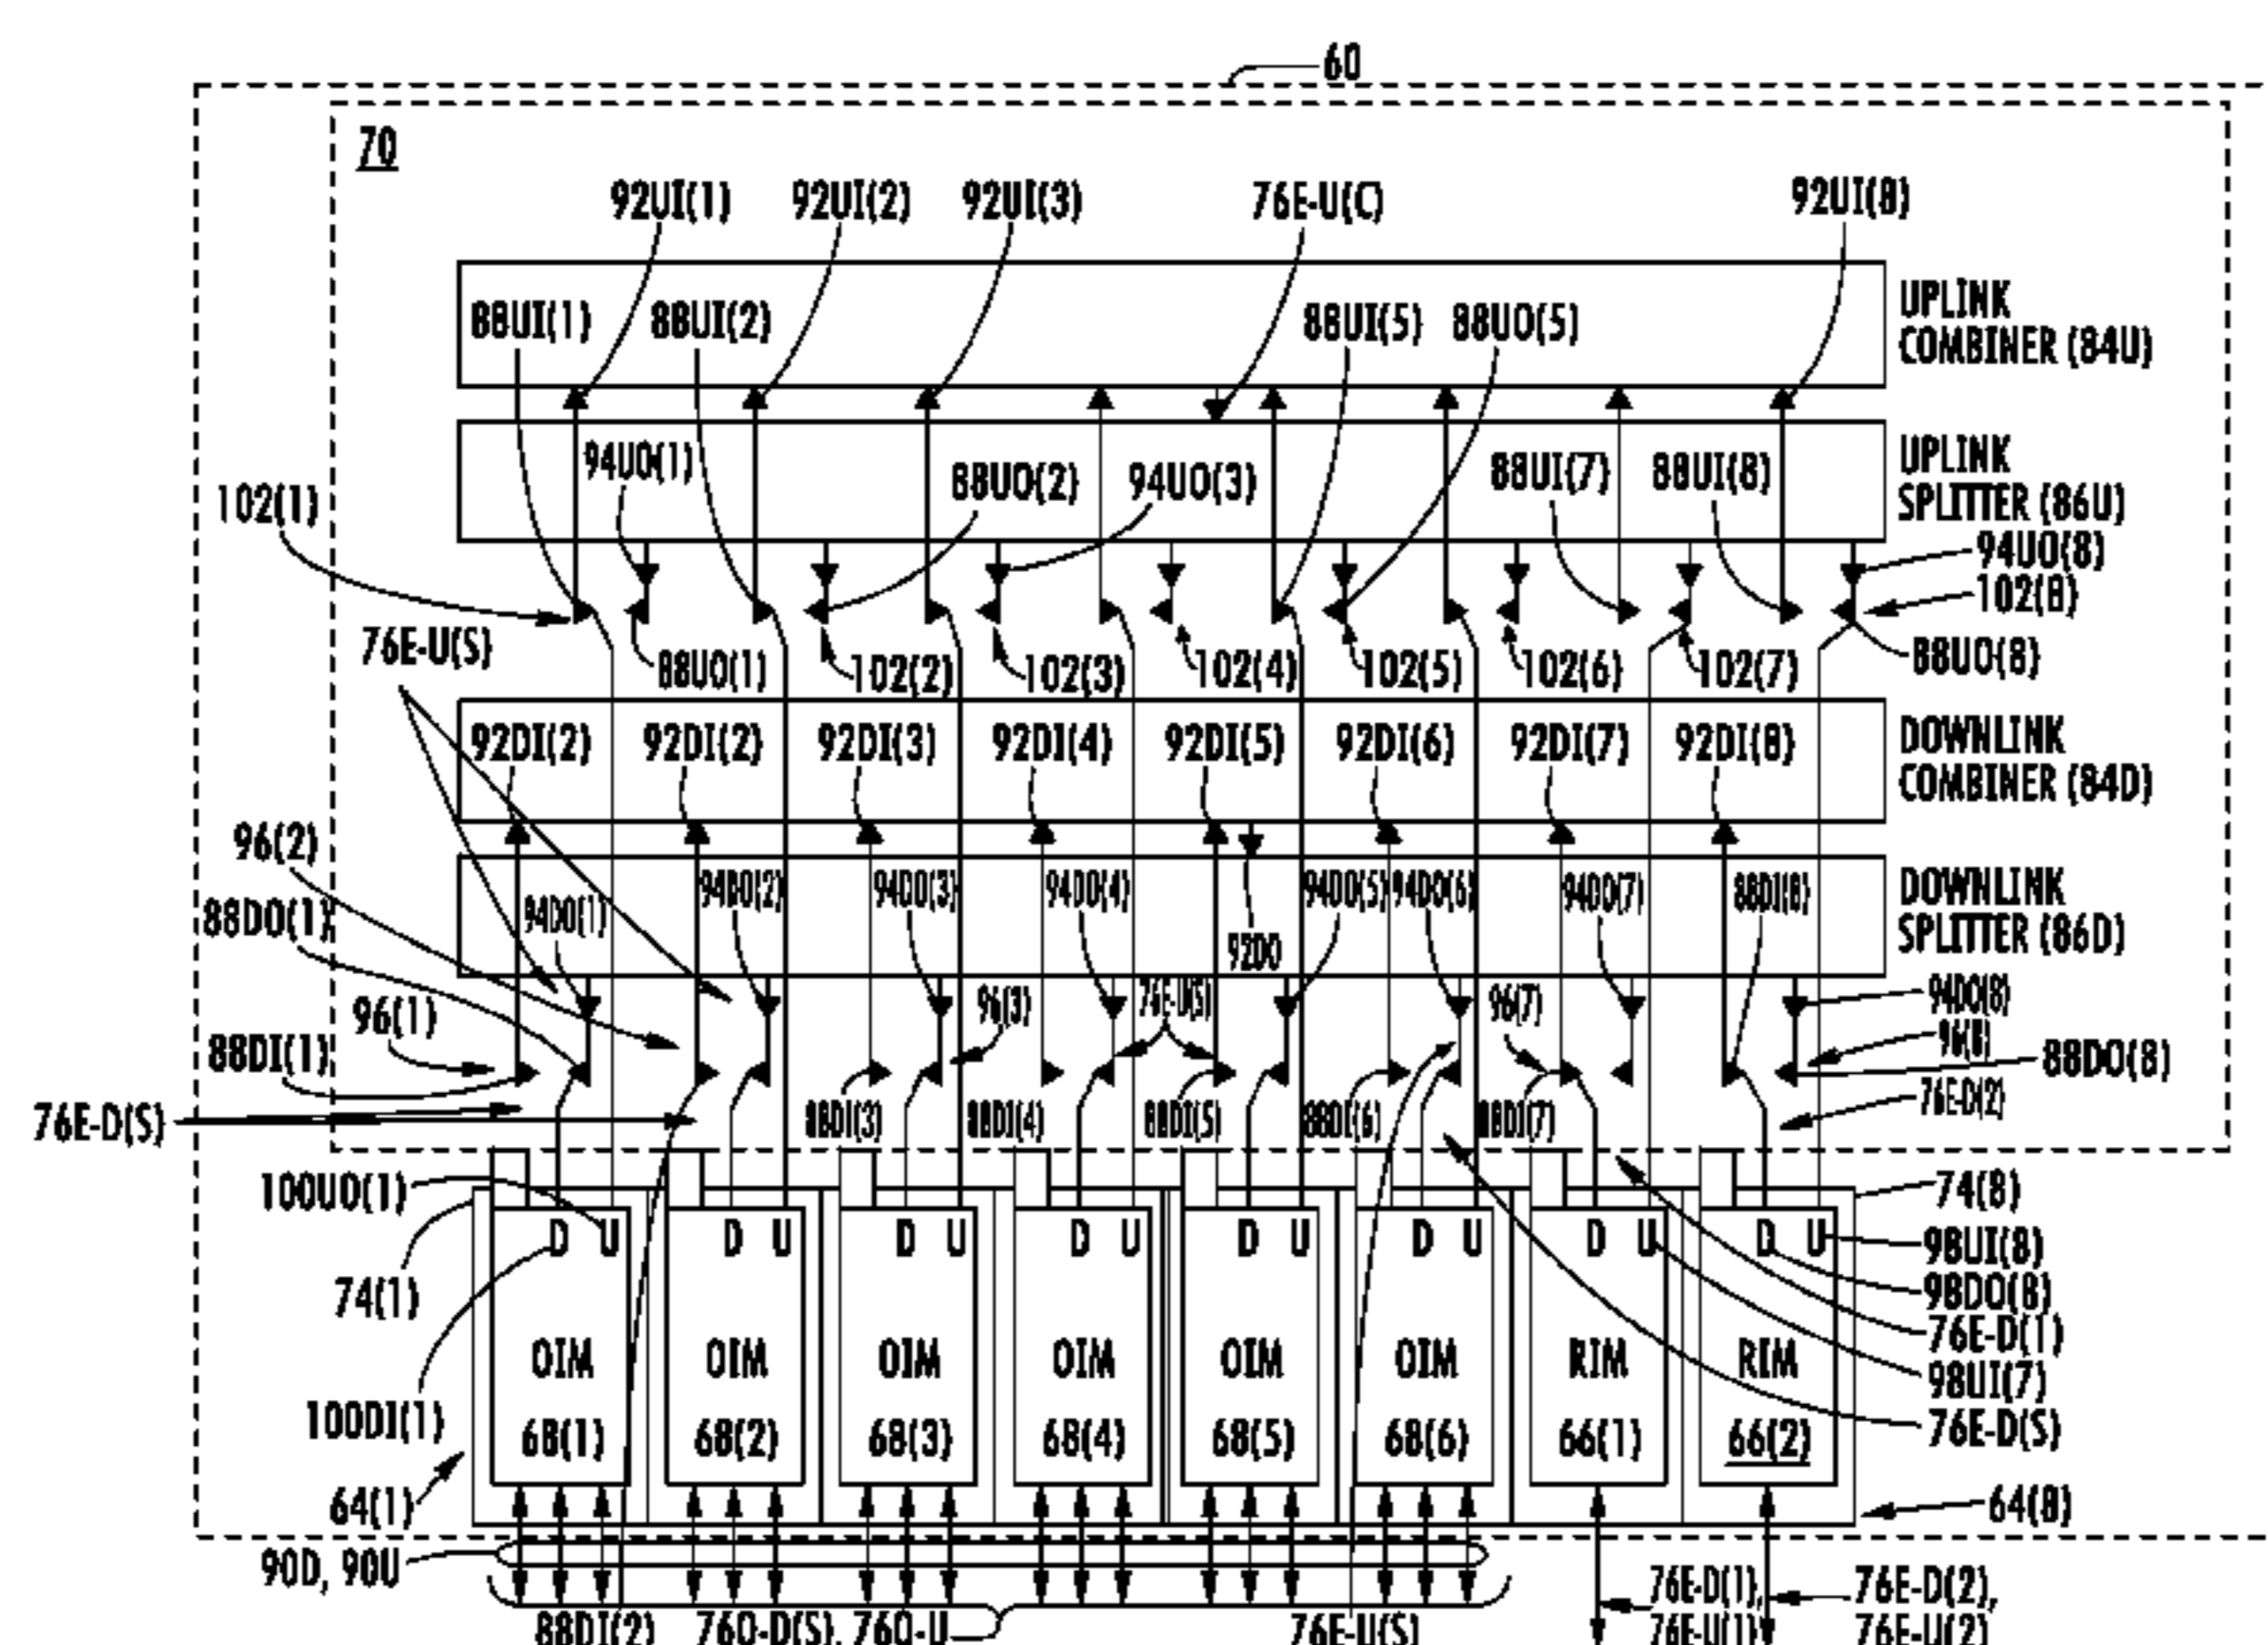 60
70
92UI(1) 92UI(2) 92UI(3) 76E-U(C) 92UI(8)
88UI(1) 88UI(2) 88UI(5) 88UO(5)
UPLINK
COMBINER (84U)
94UO(1) 88UO(2) 94UO(3) 88UI(7) 88UI(8)
UPLINK
SPLITTER (86U)
102(1)
94UO(8)
102(8)
76E-U(S)
88UO(1) 102(2) 102(3) 102(4) 102(5) 102(6) 102(7) 88UO(8)
92DI(2) 92DI(2) 92DI(3) 92DI(4) 92DI(5) 92DI(6) 92DI(7) 92DI(8)
DOWNLINK
COMBINER (84D)
96(2)
94DO(1) 94DO(2) 94DO(3) 94DO(4) 94DO(5) 94DO(6) 94DO(7) 88DI(8)
DOWNLINK
SPLITTER (86D)
88DO(1)
92DO
96(1) 96(3) 76E-D(S) 96(7) 94DO(8)
96(8)
88DI(1) 88DO(8)
76E-D(S) 88DI(3) 88DI(4) 88DI(5) 88DI(6) 88DI(7) 76E-D(2)
100UO(1) 74(8)
D U D U D U D U D U D U D U D U
98UI(8)
74(1) 98DO(8)
76E-D(1)
OIM OIM OIM OIM OIM OIM RIM RIM
98UI(7)
100DI(1) 68(1) 68(2) 68(3) 68(4) 68(5) 68(6) 66(1) 66(2) 76E-D(S)
64(1) 64(8)
90D, 90U
76E-D(1), 76E-D(2),
88DI(2) 76O-D(S), 76O-U 76E-U(S) 76E-U(1) 76E-U(2)